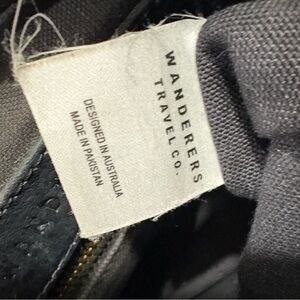 WANDERERS
TRAVEL CO.
DESIGNED IN AUSTRALIA
MADE IN PAKISTAN